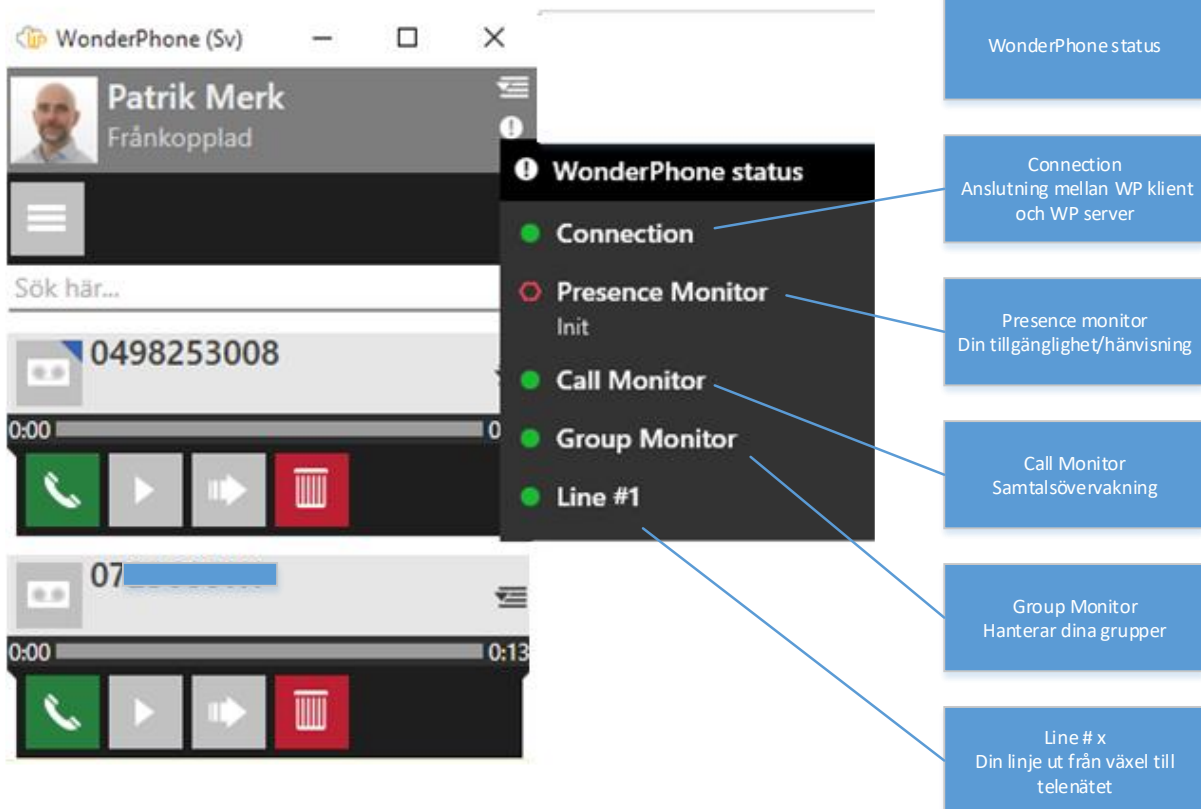 WonderPhone (Sv)
Patrik Merk
Frånkopplad
Sök här...
0498253008
0:00
0
07
0:00
0:13
WonderPhone status
Connection
Presence Monitor
Init
Call Monitor
Group Monitor
Line #1
WonderPhone status
Connection
Anslutning mellan WP klient
och WP server
Presence monitor
Din tillgänglighet/hänvisning
Call Monitor
Samtalsövervakning
Group Monitor
Hanterar dina grupper
Line # x
Din linje ut från växel till
telenätet